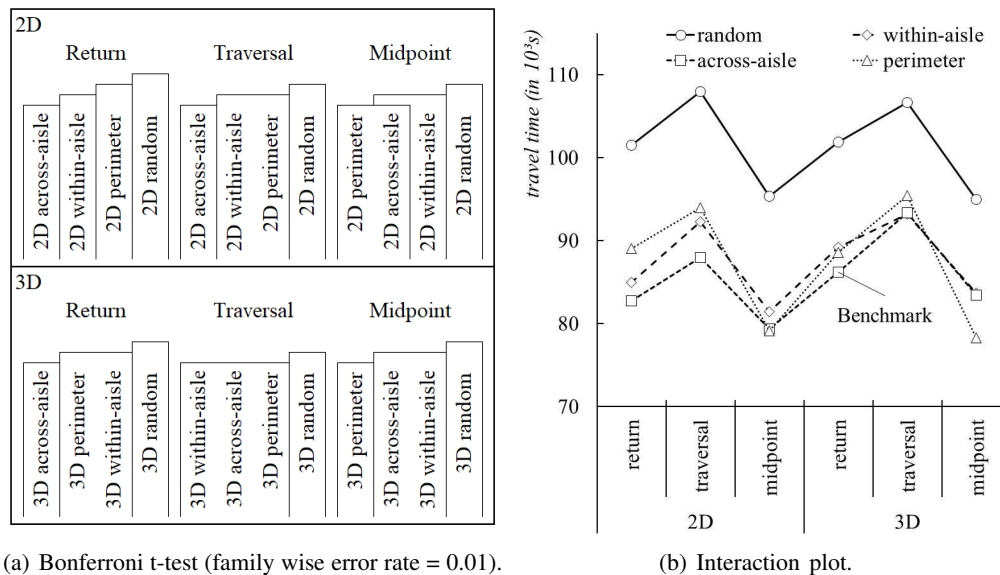 2D
Return
Traversal
Midpoint
2D across-aisle
2D within-aisle
2D perimeter
2D random
2D across-aisle
2D within-aisle
2D perimeter
2D random
2D perimeter
2D across-aisle
2D within-aisle
2D random
3D
Return
Traversal
Midpoint
3D across-aisle
3D perimeter
3D within-aisle
3D random
3D within-aisle
3D across-aisle
3D perimeter
3D random
3D perimeter
3D across-aisle
3D within-aisle
3D random
(a) Bonferroni t-test (family wise error rate = 0.01).
travel time (in 10³s)
110
100
90
80
70
random
within-aisle
across-aisle
perimeter
Benchmark
return
traversal
midpoint
return
traversal
midpoint
2D
3D
(b) Interaction plot.